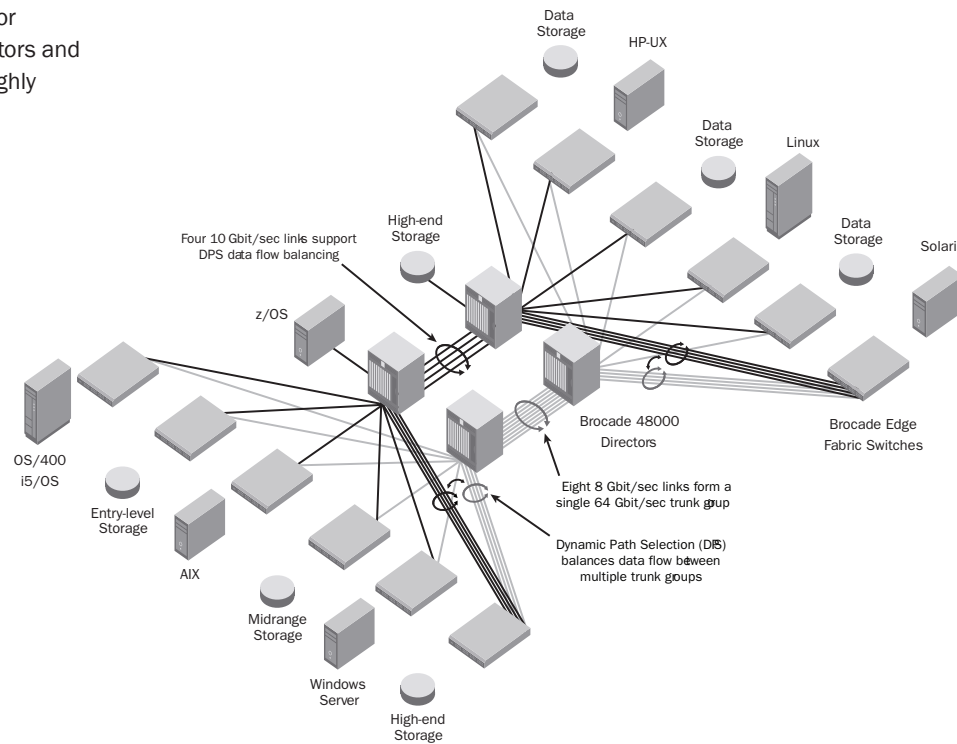 or
tors and
ghly
Data
Storage
HP-UX
Data
Storage
Linux
Data
Storage
Solari
High-end
Storage
Four 10 Gbit/sec links support
DPS data flow balancing
z/OS
OS/400
i5/OS
Entry-level
Storage
AIX
Midrange
Storage
Windows
Server
High-end
Storage
Brocade 48000
Directors
Brocade Edge
Fabric Switches
Eight 8 Gbit/sec links form a
single 64 Gbit/sec trunk group
Dynamic Path Selection (DPS)
balances data flow between
multiple trunk groups